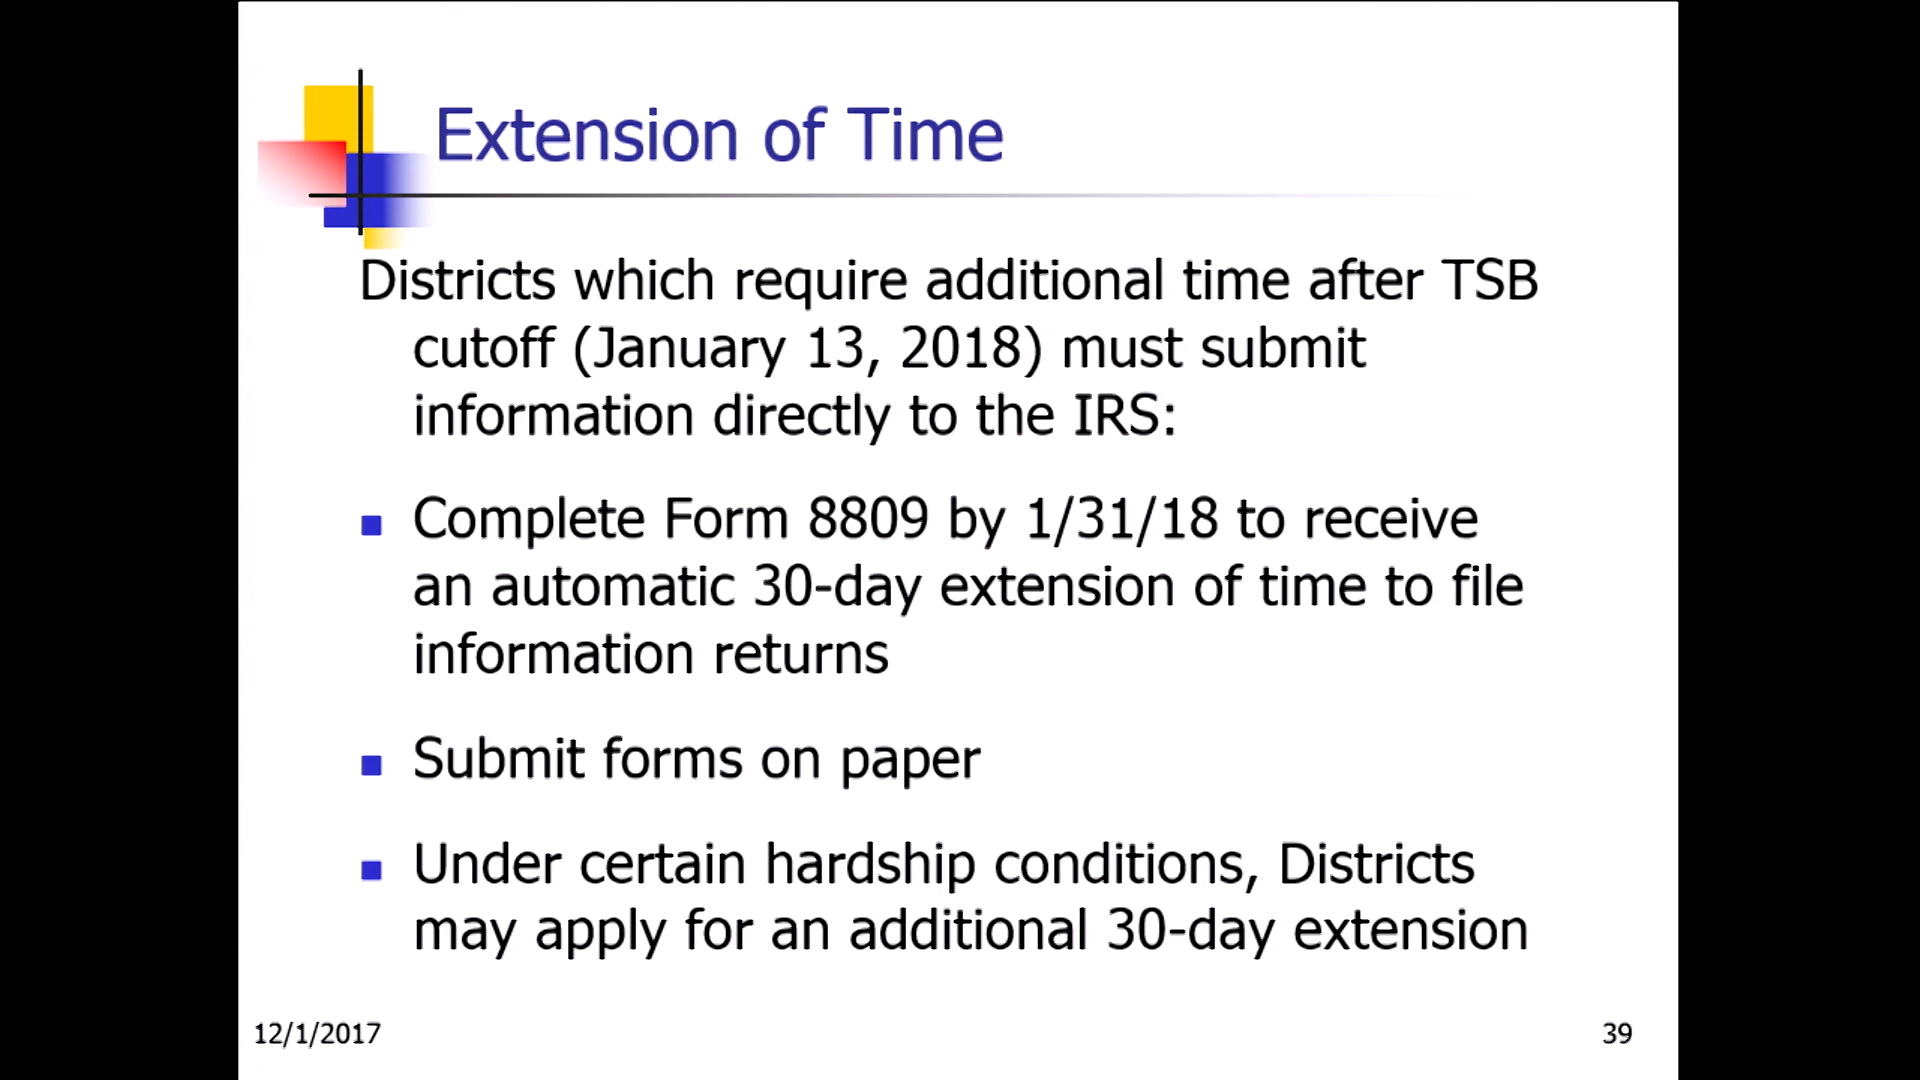 Extension of Time
Districts which require additional time after TSB
cutoff (January 13, 2018) must submit
information directly to the IRS:
Complete Form 8809 by 1/31/18 to receive
an automatic 30-day extension of time to file
information returns
Submit forms on paper
Under certain hardship conditions, Districts
may apply for an additional 30-day extension
12/1/2017
39